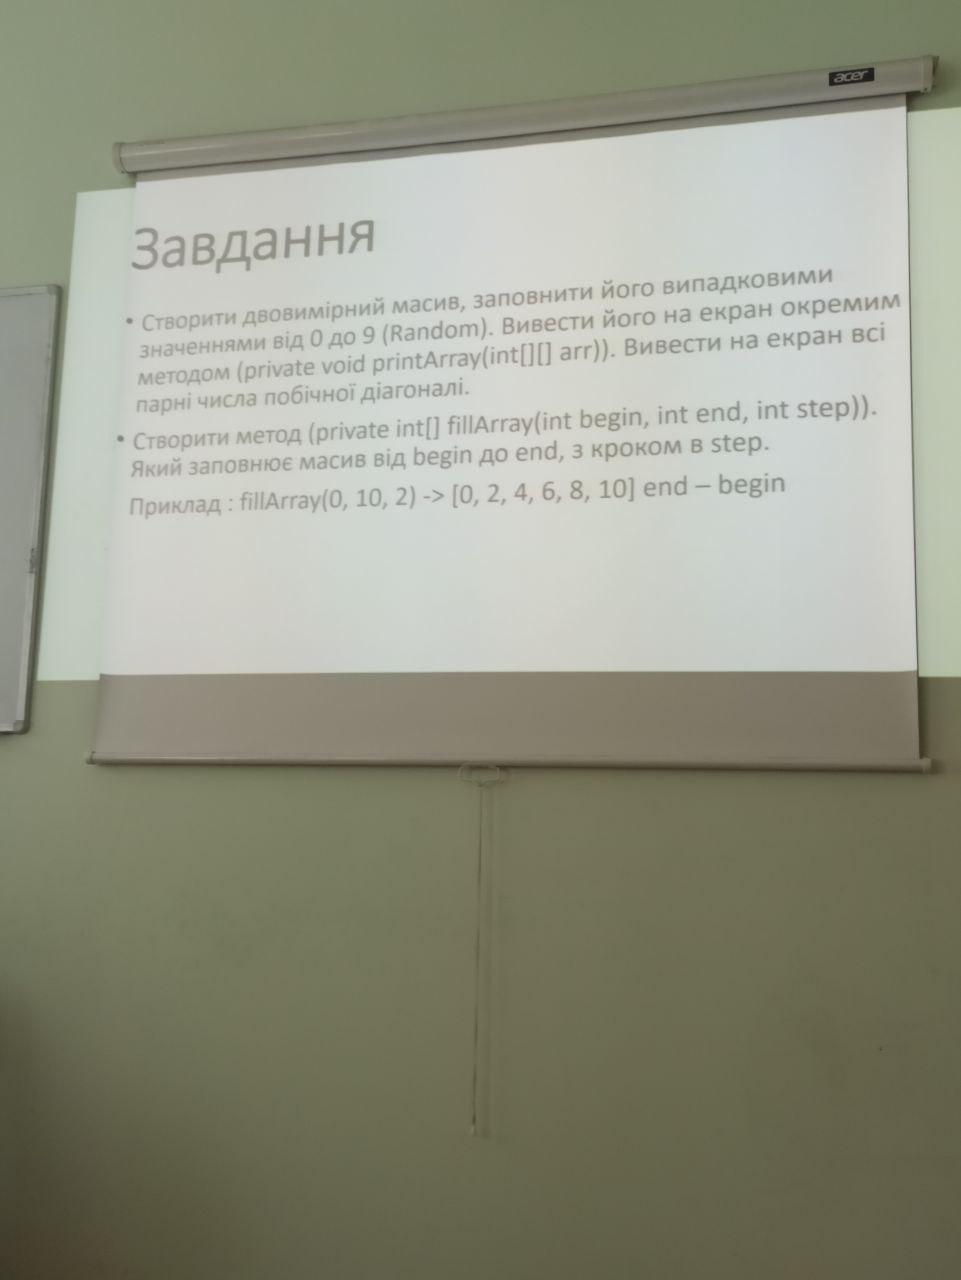 acer
Завдання
• Створити двовимірний масив, заповнити його випадковими
значеннями від 0 до 9 (Random). Вивести його на екран окремим
методом (private void printArray(int[][] arr)). Вивести на екран всі
парні числа побічної діагоналі.
• Створити метод (private int[] fillArray(int begin, int end, int step)).
Який заповнює масив від begin до end, з кроком в step.
Приклад : fillArray(0, 10, 2) -> [0, 2, 4, 6, 8, 10] end – begin